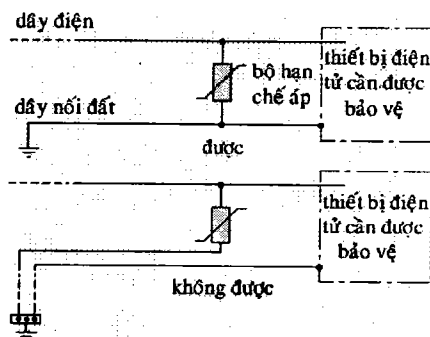 dây điện
thiết bị điện
tử cần được
bảo vệ
bộ hạn
chế áp
dây nối đất
được
thiết bị điện
tử cần được
bảo vệ
không được